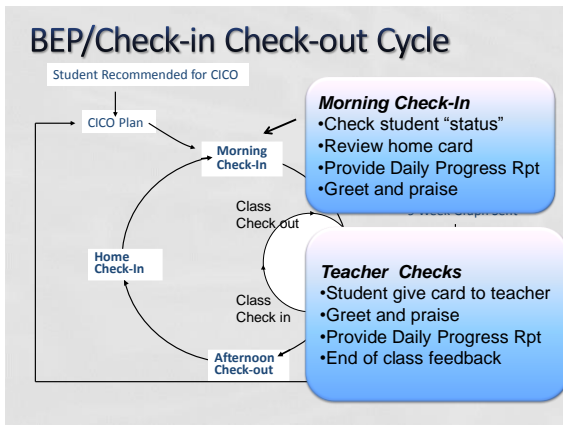 BEP/Check-in Check-out Cycle
Student Recommended for CICO
CICO Plan
Morning
Check-In
Morning Check-In
•Check student “status”
•Review home card
•Provide Daily Progress Rpt
•Greet and praise
Class
Check out
Home
Check-In
Class
Check in
Teacher Checks
•Student give card to teacher
•Greet and praise
•Provide Daily Progress Rpt
•End of class feedback
Afternoon
Check-out